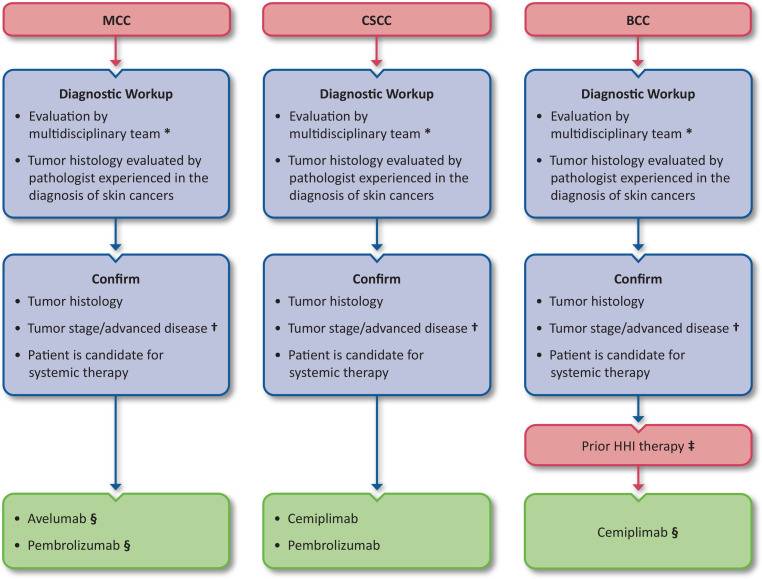 MCC
Diagnostic Workup
• Evaluation by
multidisciplinary team *
• Tumor histology evaluated by
pathologist experienced in the
diagnosis of skin cancers
Confirm
• Tumor histology
• Tumor stage/advanced disease †
• Patient is candidate for
systemic therapy
• Avelumab §
• Pembrolizumab §
CSCC
Diagnostic Workup
• Evaluation by
multidisciplinary team *
• Tumor histology evaluated by
pathologist experienced in the
diagnosis of skin cancers
Confirm
• Tumor histology
• Tumor stage/advanced disease †
• Patient is candidate for
systemic therapy
• Cemiplimab
• Pembrolizumab
BCC
Diagnostic Workup
• Evaluation by
multidisciplinary team *
• Tumor histology evaluated by
pathologist experienced in the
diagnosis of skin cancers
Confirm
• Tumor histology
• Tumor stage/advanced disease †
• Patient is candidate for
systemic therapy
Prior HHI therapy ‡
Cemiplimab §